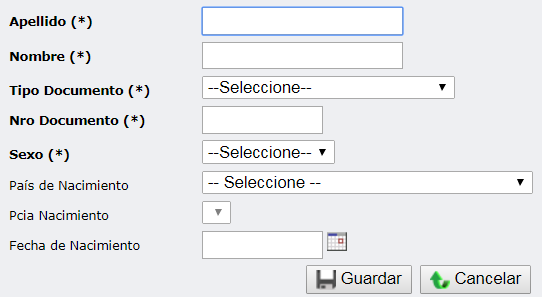 Apellido (*)
Nombre (*)
Tipo Documento (*) --Seleccione--
Nro Documento (*)
Sexo (*) --Seleccione--
País de Nacimiento -- Seleccione --
Pcia Nacimiento
Fecha de Nacimiento
Guardar Cancelar